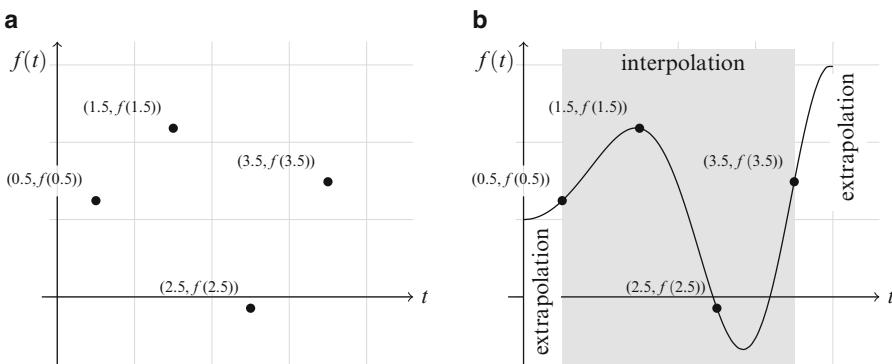 a
f(t)
(1.5, f(1.5))
(3.5, f(3.5))
(0.5, f(0.5))
(2.5, f(2.5))
t
b
f(t)
interpolation
(1.5, f(1.5))
(3.5, f(3.5))
(0.5, f(0.5))
(2.5, f(2.5))
t
extrapolation
extrapolation